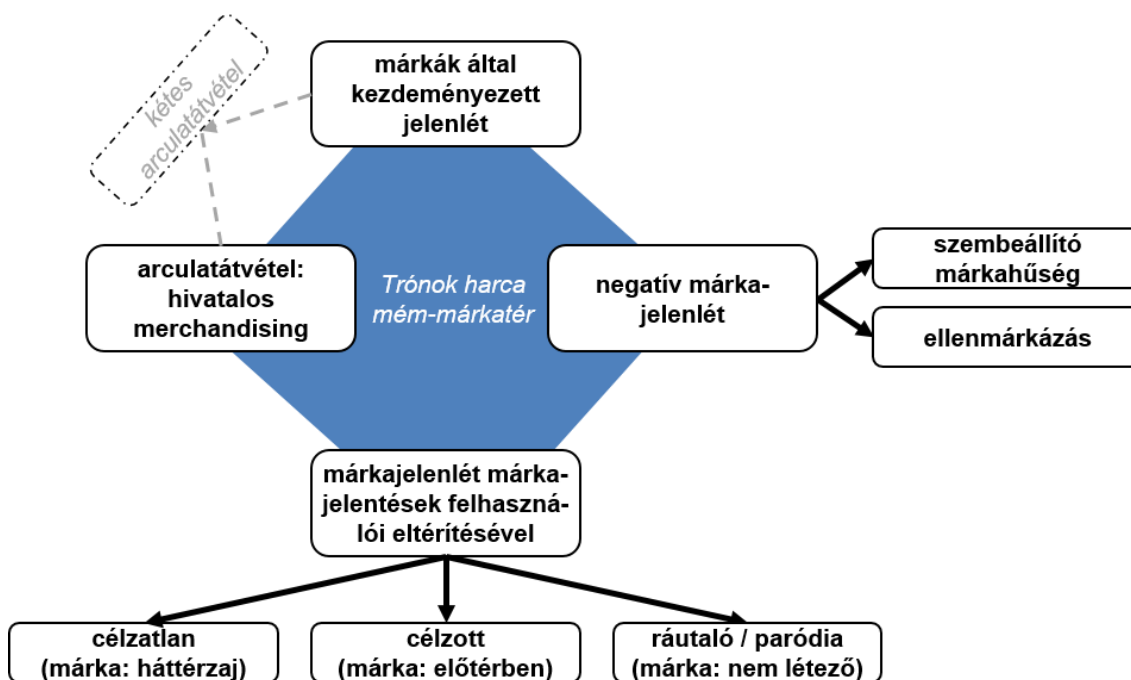 kétes
arculatátvétel
márkák által
kezdeményezett
jelenlét
arculatátvétel:
hivatalos
merchandising
Trónok harca
mém-márkatér
negatív márka-
jelenlét
szembeállító
márkahűség
ellenmárkázás
márkajelenlét márka-
jelentések felhaszná-
lói eltérítésével
célzatlan
(márka: háttérzaj)
célzott
(márka: előtérben)
ráutaló / paródia
(márka: nem létező)